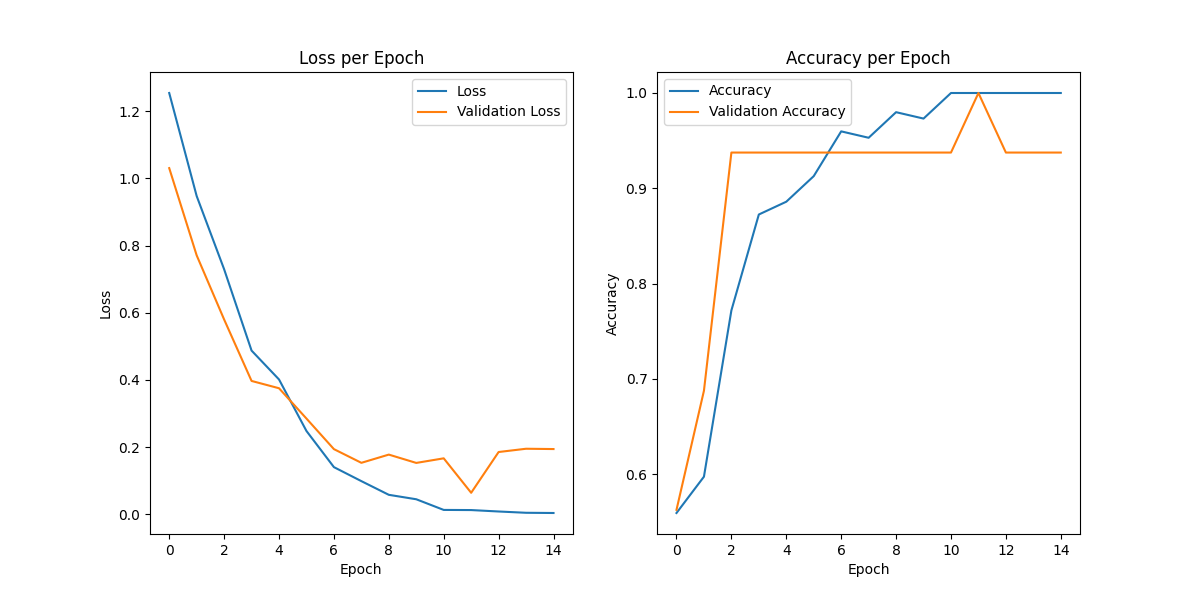 Loss per Epoch
Loss
Validation Loss
1.2
1.0
0.8
0.6
0.4
0.2
0.0
Loss
0 2 4 6 8 10 12 14
Epoch
Accuracy per Epoch
Accuracy
Validation Accuracy
1.0
0.9
0.8
0.7
0.6
Accuracy
0 2 4 6 8 10 12 14
Epoch